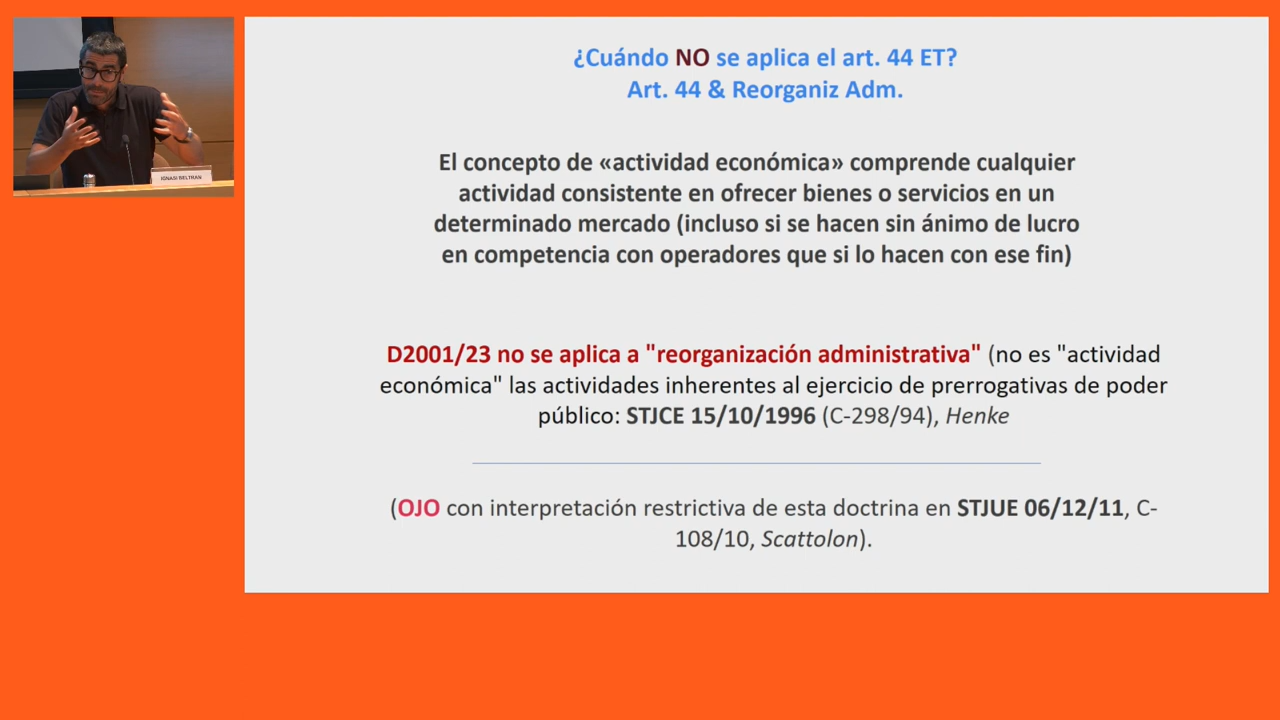 IGNASI BELTRAN
¿Cuándo NO se aplica el art. 44 ET?
Art. 44 & Reorganiz Adm.
El concepto de «actividad económica» comprende cualquier
actividad consistente en ofrecer bienes o servicios en un
determinado mercado (incluso si se hacen sin ánimo de lucro
en competencia con operadores que si lo hacen con ese fin)
D2001/23 no se aplica a "reorganización administrativa" (no es "actividad
económica" las actividades inherentes al ejercicio de prerrogativas de poder
público: STJCE 15/10/1996 (C-298/94), Henke
(OJO con interpretación restrictiva de esta doctrina en STJUE 06/12/11, C-
108/10, Scattolon).